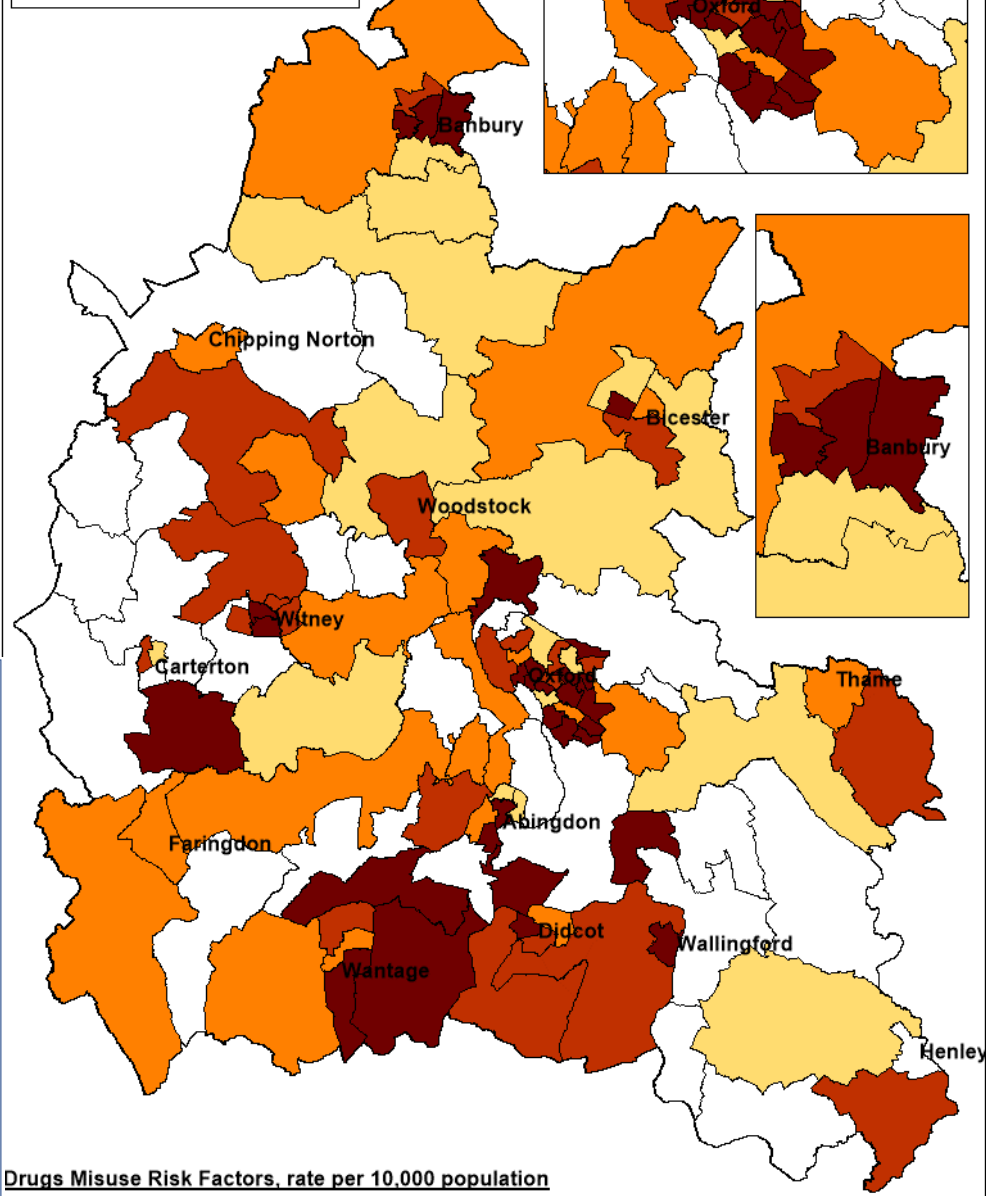 Oxford
Banbury
Chipping Norton
Bicester
Banbury
Woodstock
Witney
Carterton
Oxford
Thame
Abingdon
Faringdon
Didcot
Wallingford
Wantage
Henley
Drugs Misuse Risk Factors, rate per 10,000 population